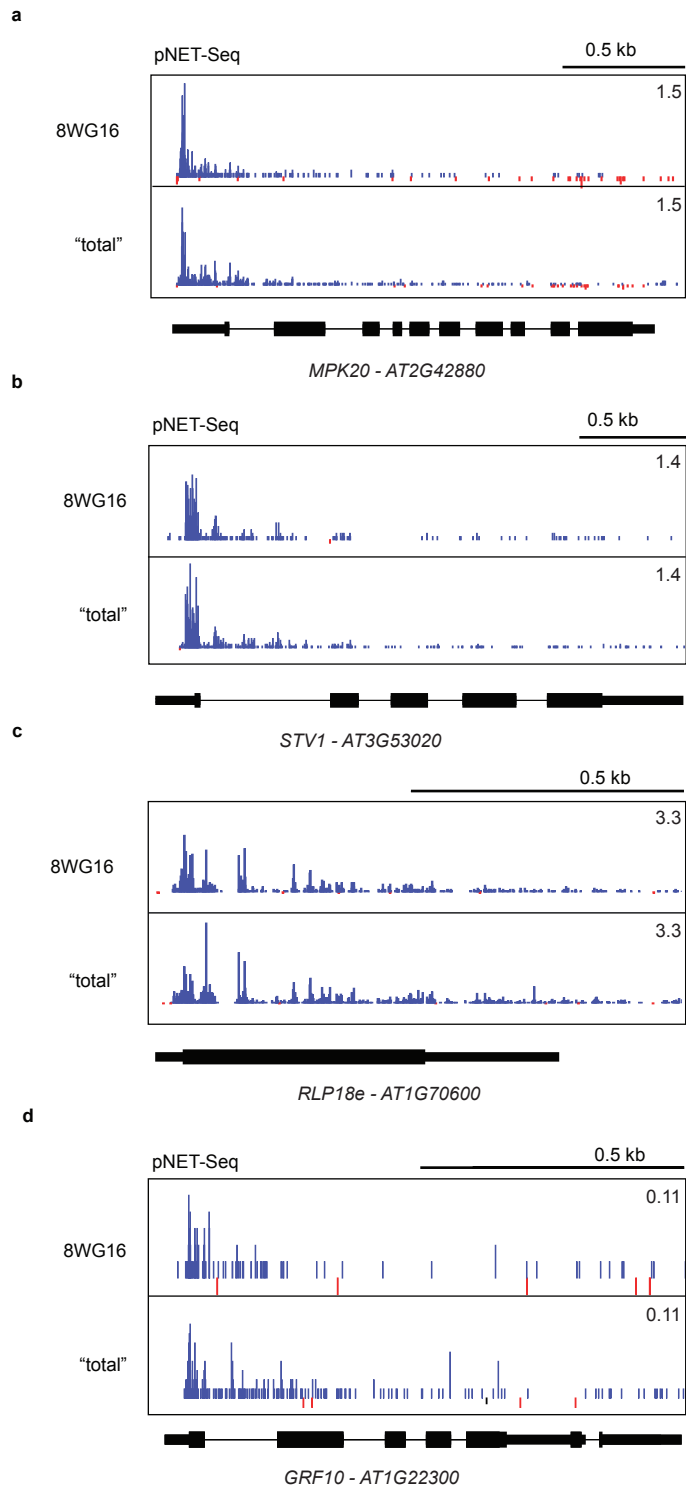 a
pNET-Seq
0.5 kb
8WG16
1.5
“total”
1.5
MPK20 - AT2G42880
b
pNET-Seq
0.5 kb
8WG16
1.4
“total”
1.4
STV1 - AT3G53020
c
0.5 kb
8WG16
3.3
“total”
3.3
RLP18e - AT1G70600
d
pNET-Seq
0.5 kb
8WG16
0.11
“total”
0.11
GRF10 - AT1G22300